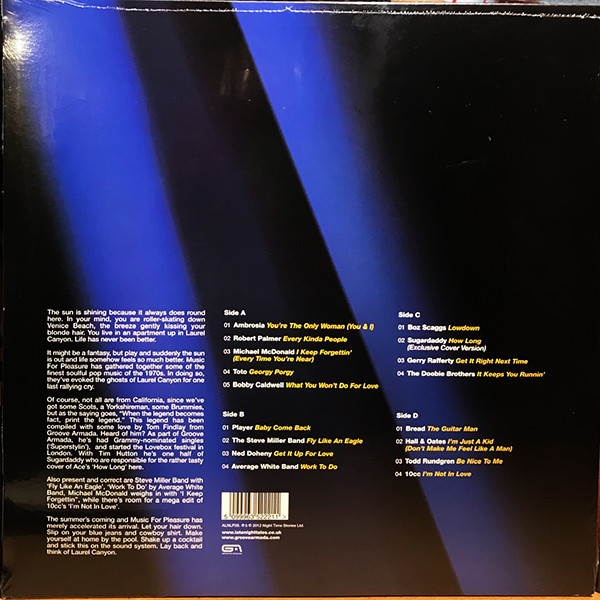 The sun is shining because it always does round
here. In your mind, you are roller-skating down
Venice Beach, the breeze gently kissing your
blonde hair. You live in an apartment up in Laurel
Canyon. Life has never been better.
It might be a fantasy, but play and suddenly the sun
is out and life somehow feels so much better. Music
For Pleasure has gathered together some of the
finest soulful pop music of the 1970s. In doing so,
they've evoked the ghosts of Laurel Canyon for one
last rallying cry.
Of course, not all are from California, since we've
got some Scots, a Yorkshireman, some Brummies,
but as the saying goes, "When the legend becomes
fact, print the legend." This legend has been
compiled with some love by Tom Findlay from
Groove Armada. Heard of him? As part of Groove
Armada, he's had Grammy-nominated singles
('Superstylin'), and started the Lovebox festival in
London. With Tim Hutton he's one half of
Sugardaddy who are responsible for the rather tasty
cover of Ace's 'How Long' here.
Also present and correct are Steve Miller Band with
'Fly Like An Eagle', 'Work To Do' by Average White
Band, Michael McDonald weighs in with "I Keep
Forgettin", while there's room for a mega edit of
10cc's 'I'm Not In Love'.
The summer's coming and Music For Pleasure has
merely accelerated its arrival. Let your hair down.
Slip on your blue jeans and cowboy shirt. Make
yourself at home by the pool. Shake up a cocktail
and stick this on the sound system. Lay back and
think of Laurel Canyon.
Side A
01 Ambrosia You're The Only Woman (You & I)
02 Robert Palmer Every Kinda People
03 Michael McDonald I Keep Forgettin'
(Every Time You're Near)
04 Toto Georgy Porgy
05 Bobby Caldwell What You Won't Do For Love
Side B
01 Player Baby Come Back
02 The Steve Miller Band Fly Like An Eagle
03 Ned Doheny Get It Up For Love
04 Average White Band Work To Do
Side C
01 Boz Scaggs Lowdown
02 Sugardaddy How Long
(Exclusive Cover Version)
03 Gerry Rafferty Get It Right Next Time
04 The Doobie Brothers It Keeps You Runnin'
Side D
01 Bread The Guitar Man
02 Hall & Oates I'm Just A Kid
(Don't Make Me Feel Like A Man)
03 Todd Rundgren Be Nice To Me
04 10cc I'm Not In Love
ALNLP28. ℗ © 2012 Night Time Stories Ltd.
www.latenighttales.co.uk
www.groovearmada.com